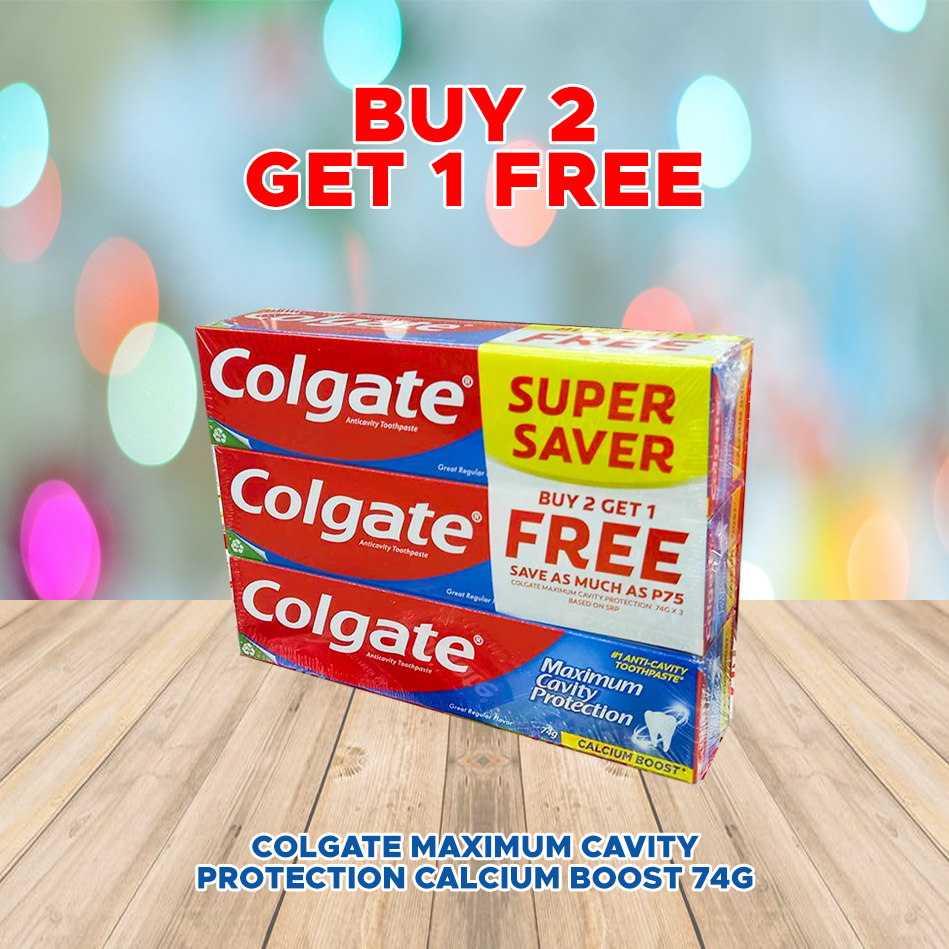 BUY 2
GET 1 FREE
Colgate
FREE
Colgate®
Anticavity Toothpaste
Great Regular
SUPER
SAVER
BUY 2 GET 1
FREE
SAVE AS MUCH AS P75
COLGATE MAXIMUM CAVITY PROTECTION 74G X 3
BASED ON SRP
Colgate®
Anticavity Toothpaste
Great Regular
Colgate®
Anticavity Toothpaste
Great Regular Flavor
#1 ANTI-CAVITY
TOOTHPASTE*
Maximum
Cavity
Protection
74g
CALCIUM BOOST*
COLGATE MAXIMUM CAVITY
PROTECTION CALCIUM BOOST 74G